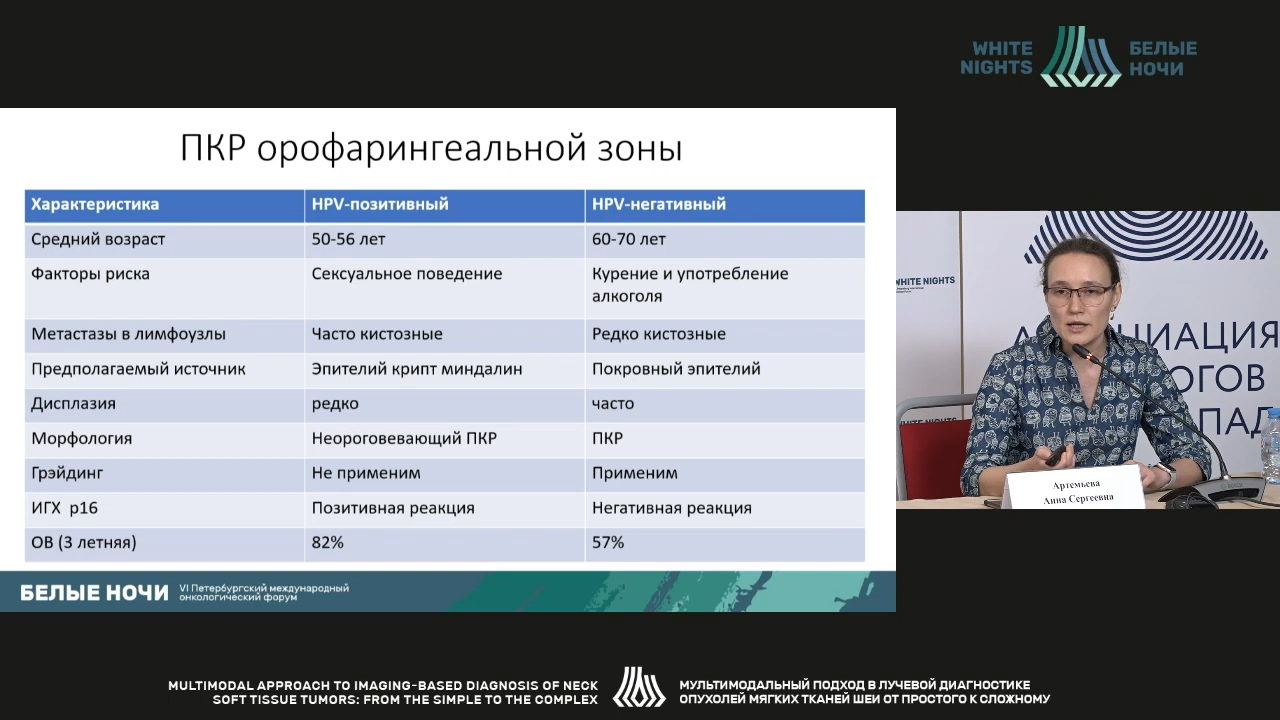 WHITE
NIGHTS
БЕЛЫЕ
НОЧИ
ПКР орофарингеальной зоны
Характеристика HPV-позитивный HPV-негативный
Средний возраст 50-56 лет 60-70 лет
Факторы риска Сексуальное поведение Курение и употребление
алкоголя
Метастазы в лимфоузлы Часто кистозные Редко кистозные
Предполагаемый источник Эпителий крипт миндалин Покровный эпителий
Дисплазия редко часто
Морфология Неороговевающий ПКР ПКР
Грэйдинг Не применим Применим
ИГХ p16 Позитивная реакция Негативная реакция
ОВ (3 летняя) 82% 57%
БЕЛЫЕ НОЧИ
VI Петербургский международный
онкологический форум
WHITE NIGHTS
Артемьева
Анна Сергеевна
MULTIMODAL APPROACH TO IMAGING-BASED DIAGNOSIS OF NECK
SOFT TISSUE TUMORS: FROM THE SIMPLE TO THE COMPLEX
МУЛЬТИМОДАЛЬНЫЙ ПОДХОД В ЛУЧЕВОЙ ДИАГНОСТИКЕ
ОПУХОЛЕЙ МЯГКИХ ТКАНЕЙ ШЕИ ОТ ПРОСТОГО К СЛОЖНОМУ